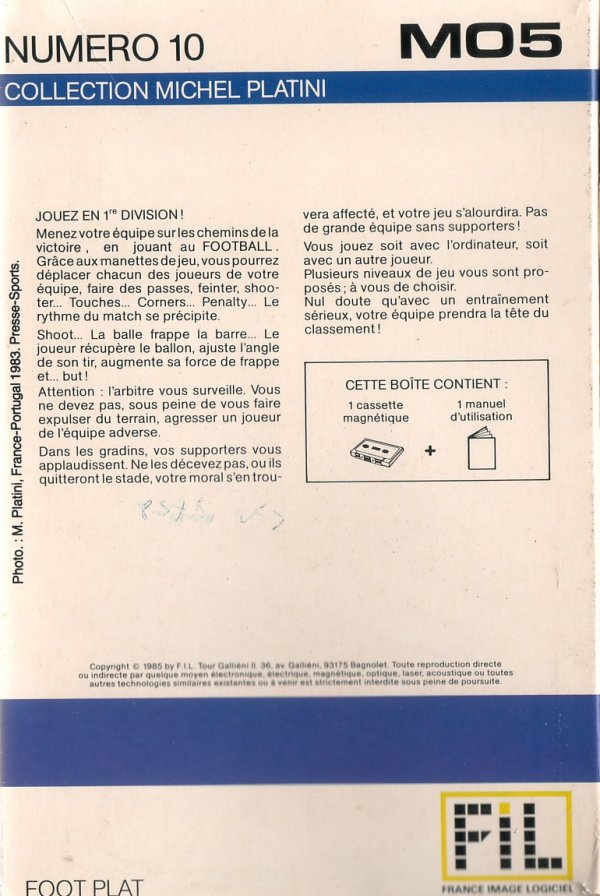 NUMERO 10
MO5
COLLECTION MICHEL PLATINI
JOUEZ EN 1re DIVISION !
Menez votre équipe sur les chemins de la
victoire, en jouant au FOOTBALL.
Grâce aux manettes de jeu, vous pourrez
déplacer chacun des joueurs de votre
équipe, faire des passes, feinter, shoo-
ter... Touches... Corners... Penalty... Le
rythme du match se précipite.
Shoot... La balle frappe la barre... Le
joueur récupère le ballon, ajuste l'angle
de son tir, augmente sa force de frappe
et... but !
Attention : l'arbitre vous surveille. Vous
ne devez pas, sous peine de vous faire
expulser du terrain, agresser un joueur
de l'équipe adverse.
Dans les gradins, vos supporters vous
applaudissent. Ne les décevez pas, ou ils
quitteront le stade, votre moral s'en trou-
vera affecté, et votre jeu s'alourdira. Pas
de grande équipe sans supporters !
Vous jouez soit avec l'ordinateur, soit
avec un autre joueur.
Plusieurs niveaux de jeu vous sont pro-
posés ; à vous de choisir.
Nul doute qu'avec un entraînement
sérieux, votre équipe prendra la tête du
classement !
CETTE BOÎTE CONTIENT :
1 cassette
magnétique
+
1 manuel
d'utilisation
Photo. : M. Platini, France-Portugal 1983. Presse-Sports.
Copyright © 1985 by F.I.L. Tour Galliéni II. 36, av. Galliéni, 93175 Bagnolet. Toute reproduction directe
ou indirecte par quelque moyen électronique, électrique, magnétique, optique, laser, acoustique ou toutes
autres technologies similaires existantes ou à venir est strictement interdite sous peine de poursuite.
FiL
FRANCE IMAGE LOGICIEL
FOOT PLAT